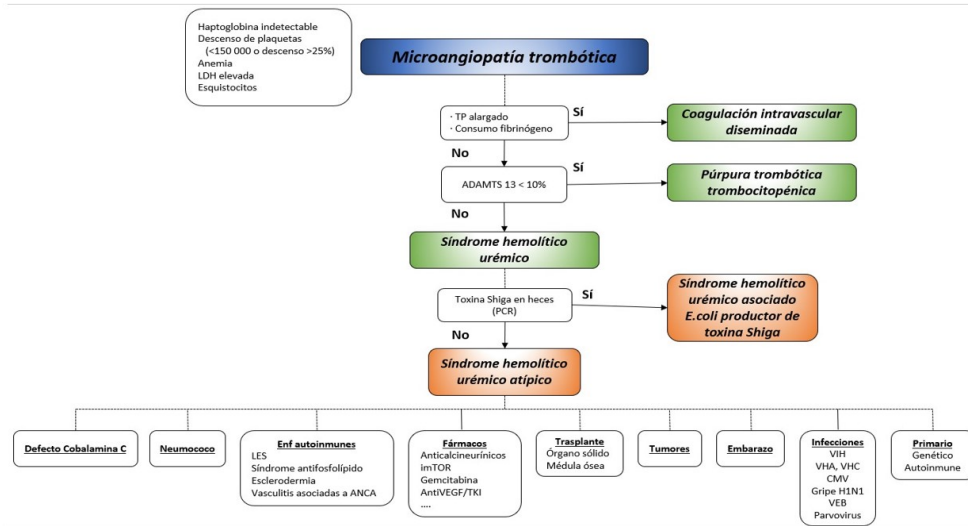 Haptoglobina indetectable
Descenso de plaquetas
(<150 000 o descenso >25%)
Anemia
LDH elevada
Esquistocitos
Microangiopatía trombótica
· TP alargado
· Consumo fibrinógeno
Sí
Coagulación intravascular
diseminada
No
ADAMTS 13 < 10%
Sí
Púrpura trombótica
trombocitopénica
No
Síndrome hemolítico
urémico
Toxina Shiga en heces
(PCR)
Sí
Síndrome hemolítico
urémico asociado
E.coli productor de
toxina Shiga
No
Síndrome hemolítico
urémico atípico
Defecto Cobalamina C
Neumococo
Enf autoinmunes
LES
Síndrome antifosfolípido
Esclerodermia
Vasculitis asociadas a ANCA
Fármacos
Anticalcineurínicos
imTOR
Gemcitabina
AntiVEGF/TKI
....
Trasplante
Órgano sólido
Médula ósea
Tumores
Embarazo
Infecciones
VIH
VHA, VHC
CMV
Gripe H1N1
VEB
Parvovirus
Primario
Genético
Autoinmune